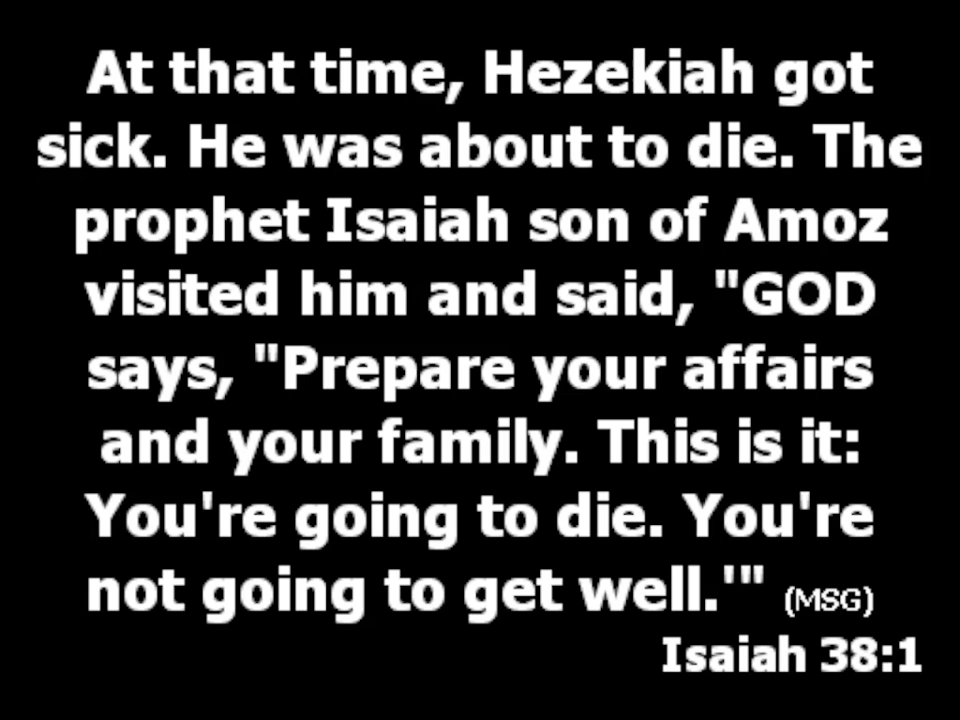 At that time, Hezekiah got
sick. He was about to die. The
prophet Isaiah son of Amoz
visited him and said, "GOD
says, "Prepare your affairs
and your family. This is it:
You're going to die. You're
not going to get well.'" (MSG)
Isaiah 38:1